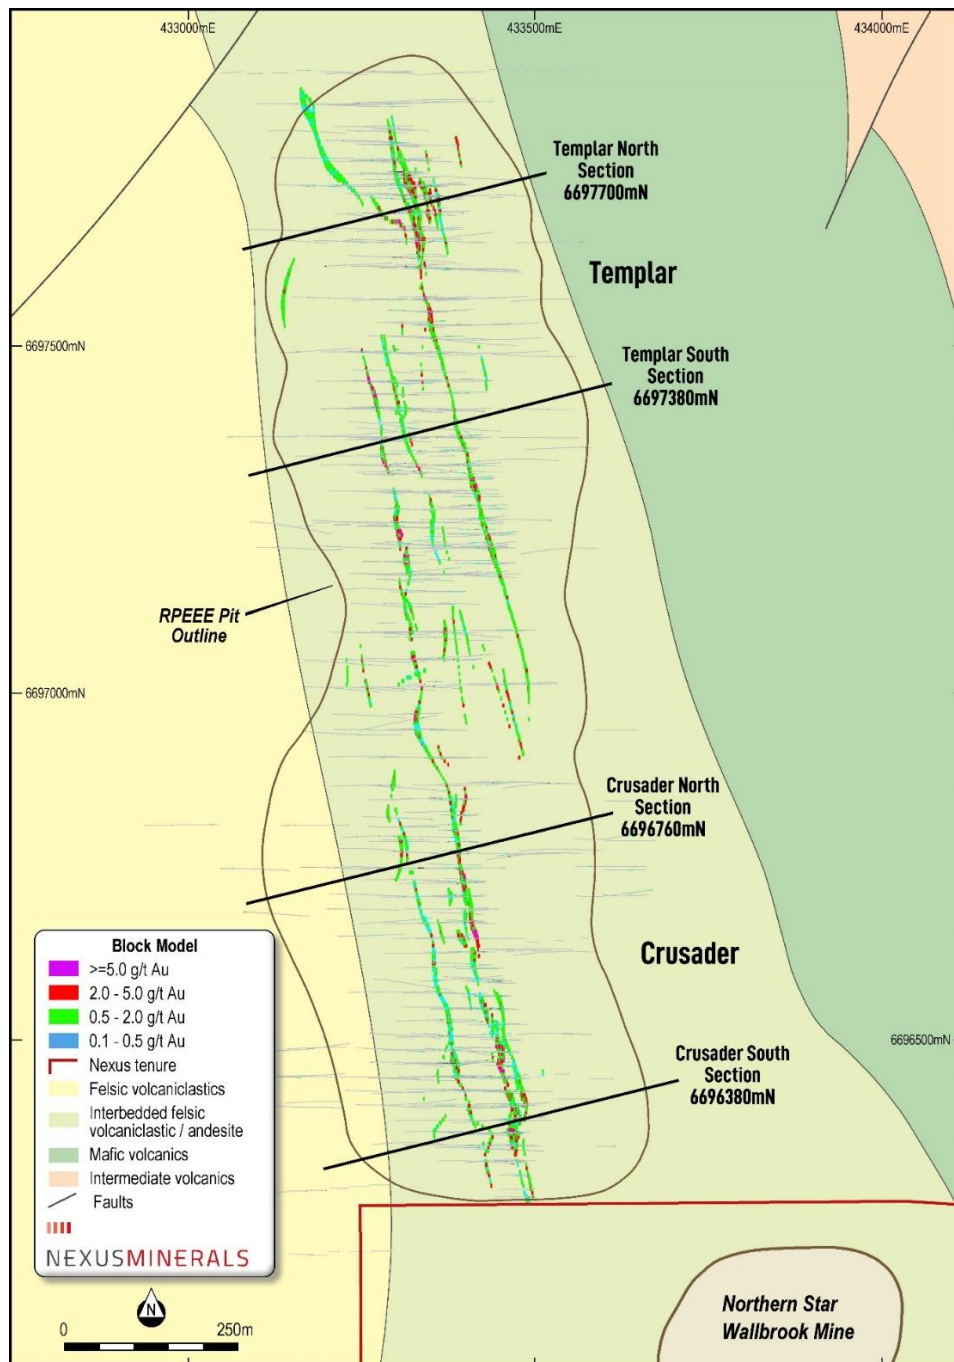 433000mE
433500mE
434000mE
Templar North
Section
6697700mN
Templar
6697500mN
Templar South
Section
6697380mN
RPEEE Pit
Outline
6697000mN
Crusader North
Section
6696760mN
Crusader
6696500mN
Crusader South
Section
6696380mN
Block Model
>=5.0 g/t Au
2.0 - 5.0 g/t Au
0.5 - 2.0 g/t Au
0.1 - 0.5 g/t Au
Nexus tenure
Felsic volcaniclastics
Interbedded felsic
volcaniclastic / andesite
Mafic volcanics
Intermediate volcanics
Faults
NEXUSMINERALS
N
0 250m
Northern Star
Wallbrook Mine